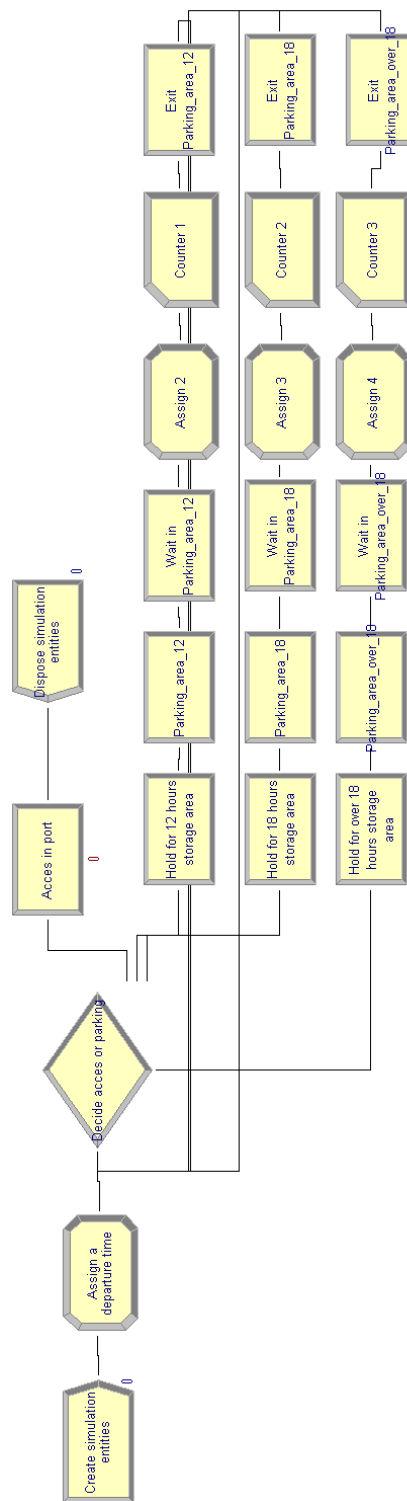 Create simulation
entities
0
Assign a
departure time
Decide acces or parking
Acces in port
0
Dispose simulation
entities
0
Hold for 12 hours
storage area
Parking_area_12
Wait in
Parking_area_12
Assign 2
Counter 1
Exit
Parking_area_12
Hold for 18 hours
storage area
Parking_area_18
Wait in
Parking_area_18
Assign 3
Counter 2
Exit
Parking_area_18
Hold for over 18
hours storage
area
Parking_area_over_18
Wait in
Parking_area_over_18
Assign 4
Counter 3
Exit
Parking_area_over_18